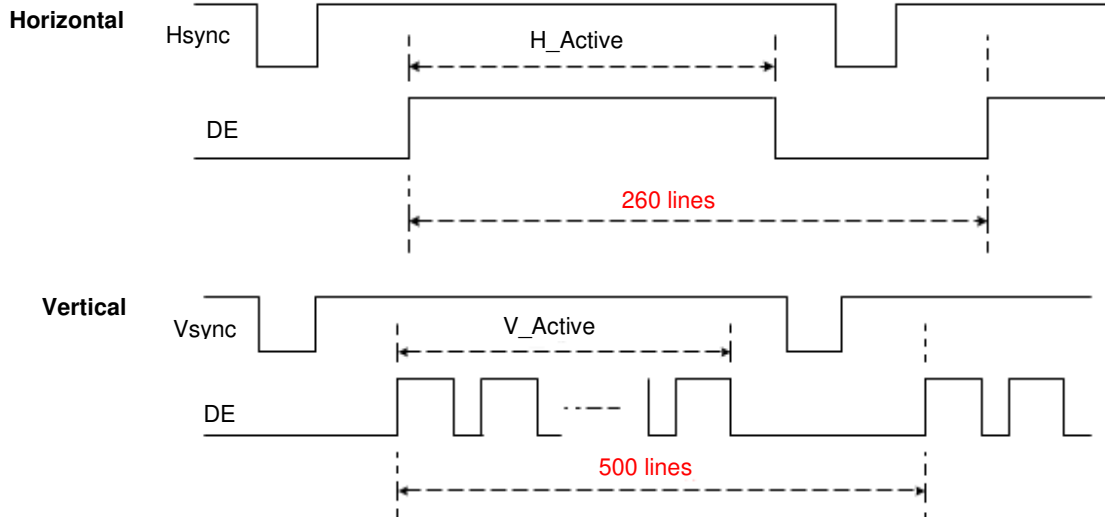 Horizontal
Hsync
H_Active
DE
260 lines
Vertical
Vsync
V_Active
DE
500 lines